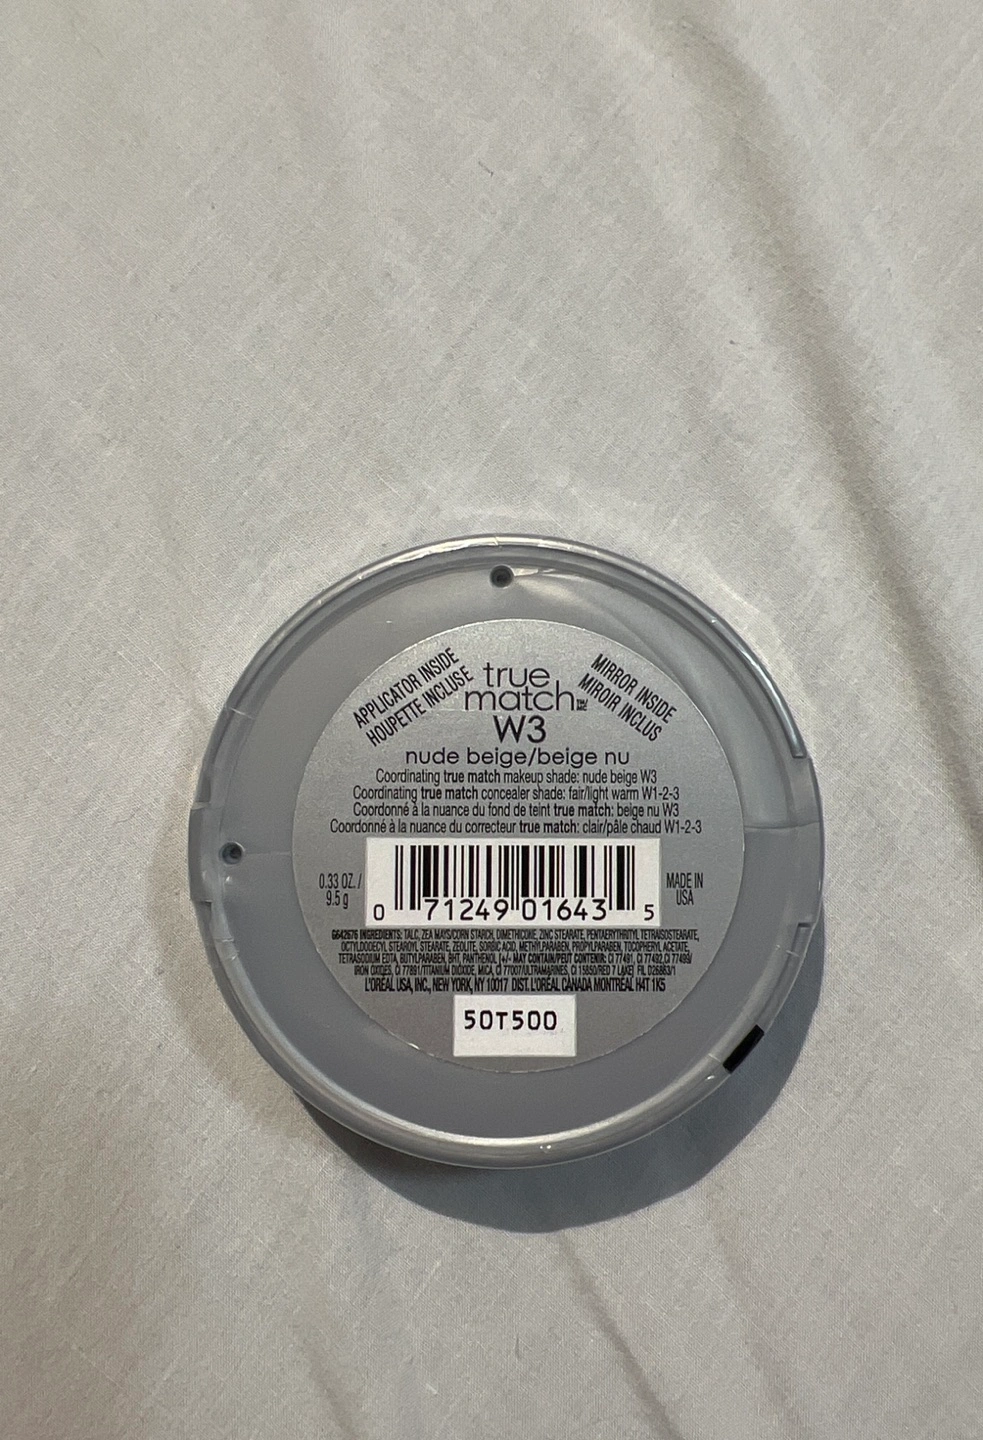 APPLICATOR INSIDE
HOUPETTE INCLUSE
true
match TM/MC
MIRROR INSIDE
MIROIR INCLUS
W3
nude beige/beige nu
Coordinating true match makeup shade: nude beige W3
Coordinating true match concealer shade: fair/light warm W1-2-3
Coordonné à la nuance du fond de teint true match: beige nu W3
Coordonné à la nuance du correcteur true match: clair/pâle chaud W1-2-3
0.33 OZ./
9.5 g
0 71249 01643 5
MADE IN
USA
G642676 INGREDIENTS: TALC, ZEA MAYS/CORN STARCH, DIMETHICONE, ZINC STEARATE, PENTAERYTHRITYL TETRAISOSTEARATE,
OCTYLDODECYL STEAROYL STEARATE, ZEOLITE, SORBIC ACID, METHYLPARABEN, PROPYLPARABEN, TOCOPHERYL ACETATE,
TETRASODIUM EDTA, BUTYLPARABEN, BHT, PANTHENOL [+/- MAY CONTAIN/PEUT CONTENIR: CI 77491, CI 77492, CI 77499/
IRON OXIDES, CI 77891/TITANIUM DIOXIDE, MICA, CI 77007/ULTRAMARINES, CI 15850/RED 7 LAKE] FIL D26863/1
L'ORÉAL USA, INC., NEW YORK, NY 10017 DIST. L'ORÉAL CANADA MONTRÉAL H4T 1K5
50T500